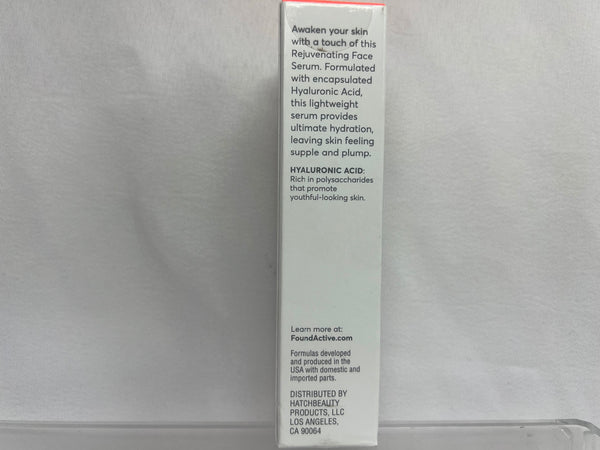 Awaken your skin
with a touch of this
Rejuvenating Face
Serum. Formulated
with encapsulated
Hyaluronic Acid,
this lightweight
serum provides
ultimate hydration,
leaving skin feeling
supple and plump.
HYALURONIC ACID:
Rich in polysaccharides
that promote
youthful-looking skin.
Learn more at:
FoundActive.com
Formulas developed
and produced in the
USA with domestic and
imported parts.
DISTRIBUTED BY
HATCHBEAUTY
PRODUCTS, LLC
LOS ANGELES,
CA 90064